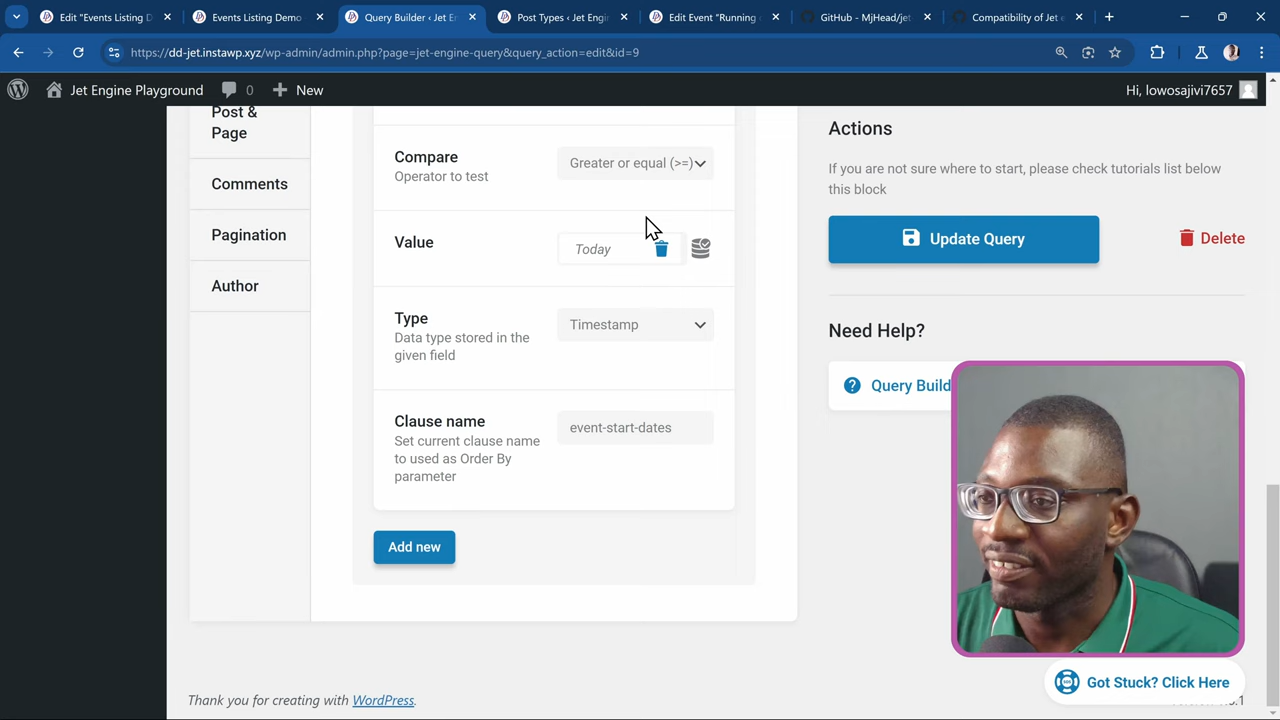 Edit "Events Listing D
Events Listing Demo
Query Builder ‹ Jet E
Post Types ‹ Jet Engin
Edit Event "Running
GitHub - MjHead/jet
Compatibility of Jet e
https://dd-jet.instawp.xyz/wp-admin/admin.php?page=jet-engine-query&query_action=edit&id=9
Jet Engine Playground
0
New
Hi, lowosajivi7657
Post &
Page
Comments
Pagination
Author
Compare
Operator to test
Greater or equal (>=)
Value
Today
Type
Data type stored in the
given field
Timestamp
Clause name
Set current clause name
to used as Order By
parameter
event-start-dates
Add new
Actions
If you are not sure where to start, please check tutorials list below
this block
Update Query
Delete
Need Help?
Query Build
Got Stuck? Click Here
Thank you for creating with WordPress.